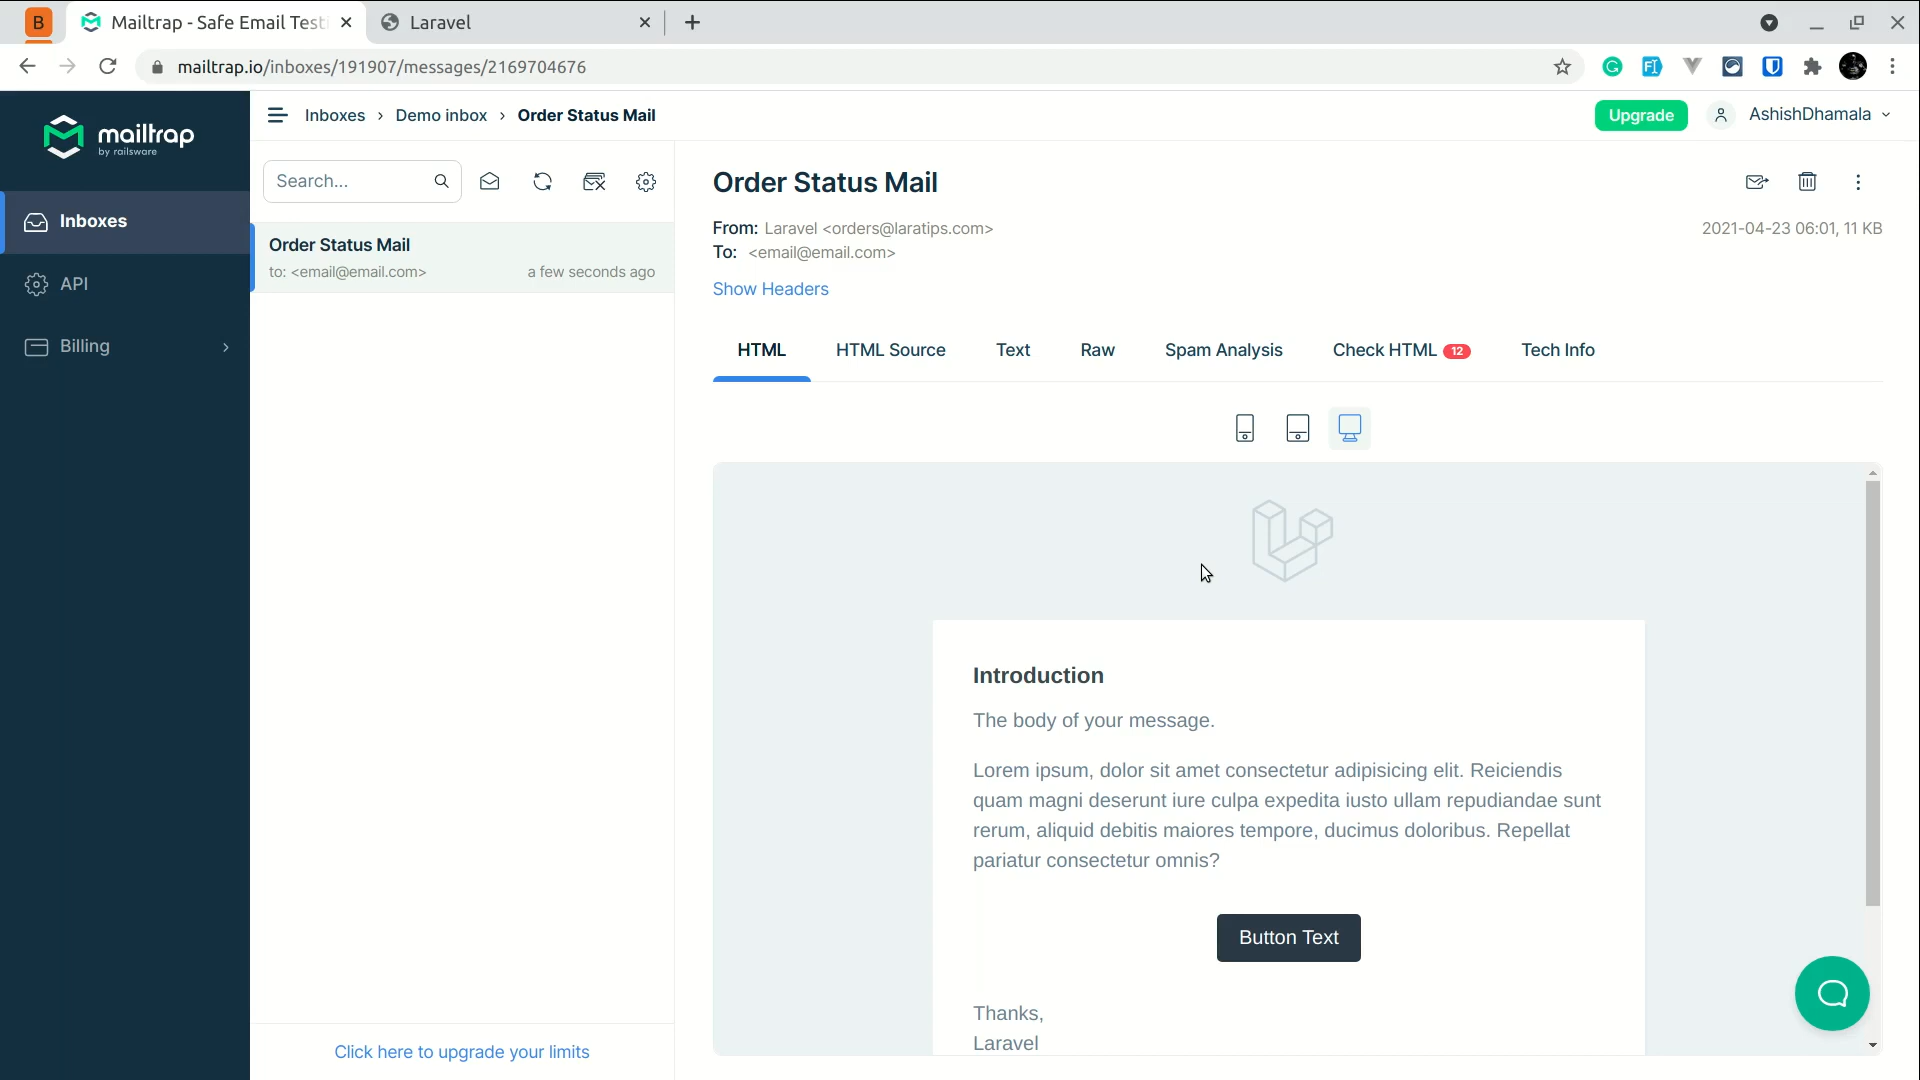 B
Mailtrap - Safe Email Testi
Laravel
mailtrap.io/inboxes/191907/messages/2169704676
mailtrap
by railsware
Inboxes
API
Billing
Inboxes › Demo inbox › Order Status Mail
Upgrade
AshishDhamala
Search...
Order Status Mail
to: <email@email.com>
a few seconds ago
Click here to upgrade your limits
Order Status Mail
From: Laravel <orders@laratips.com>
2021-04-23 06:01, 11 KB
To: <email@email.com>
Show Headers
HTML
HTML Source
Text
Raw
Spam Analysis
Check HTML 12
Tech Info
Introduction
The body of your message.
Lorem ipsum, dolor sit amet consectetur adipisicing elit. Reiciendis
quam magni deserunt iure culpa expedita iusto ullam repudiandae sunt
rerum, aliquid debitis maiores tempore, ducimus doloribus. Repellat
pariatur consectetur omnis?
Button Text
Thanks,
Laravel